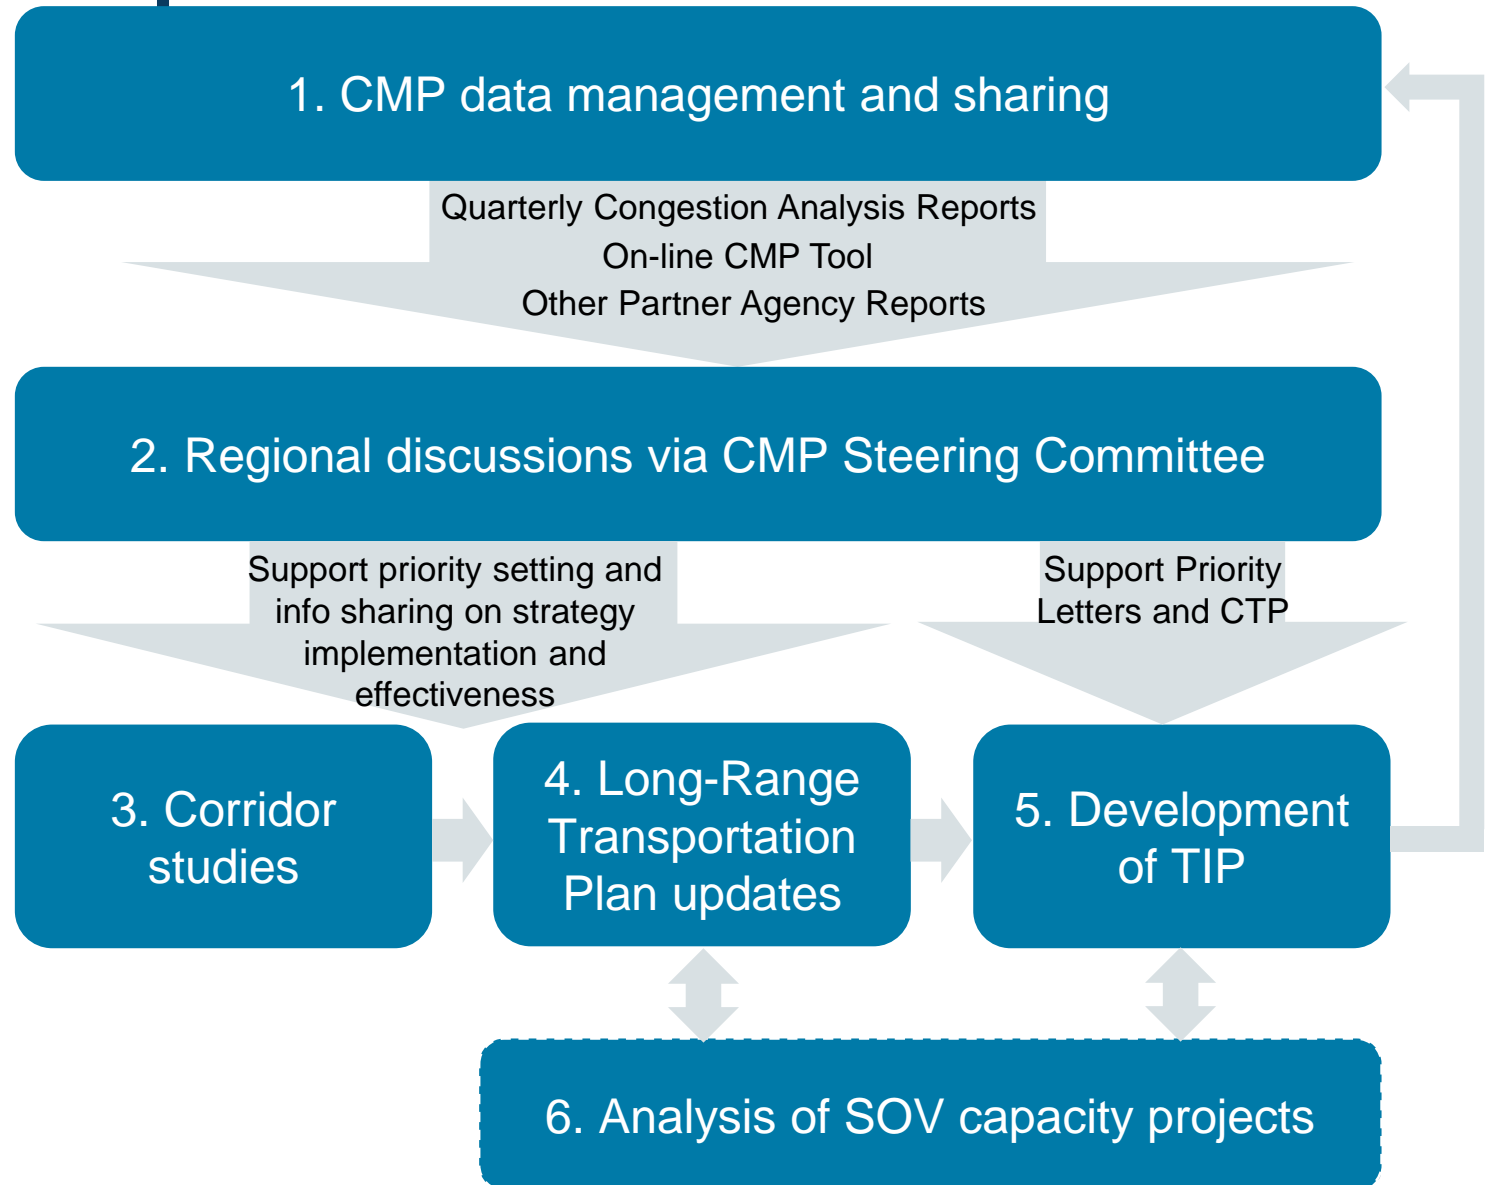 1. CMP data management and sharing
Quarterly Congestion Analysis Reports
On-line CMP Tool
Other Partner Agency Reports
2. Regional discussions via CMP Steering Committee
Support priority setting and
info sharing on strategy
implementation and
effectiveness
Support Priority
Letters and CTP
3. Corridor
studies
4. Long-Range
Transportation
Plan updates
5. Development
of TIP
6. Analysis of SOV capacity projects